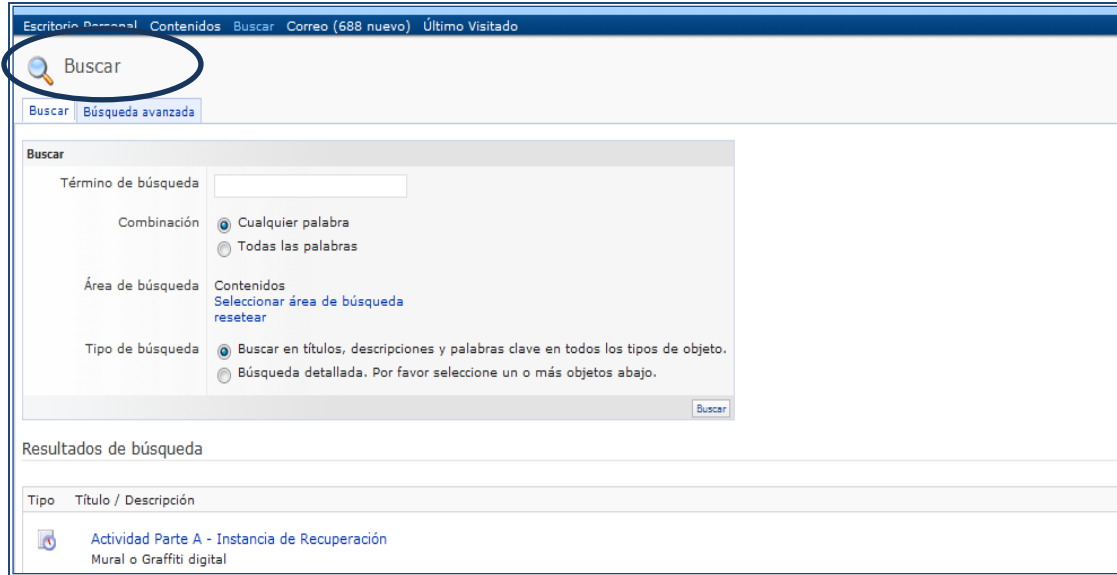 Escritorio Personal Contenidos Buscar Correo (688 nuevo) Último Visitado
Buscar
Buscar Búsqueda avanzada
Buscar
Término de búsqueda
Combinación Cualquier palabra
Todas las palabras
Área de búsqueda Contenidos
Seleccionar área de búsqueda
resetear
Tipo de búsqueda Buscar en títulos, descripciones y palabras clave en todos los tipos de objeto.
Búsqueda detallada. Por favor seleccione un o más objetos abajo.
Buscar
Resultados de búsqueda
Tipo Título / Descripción
Actividad Parte A - Instancia de Recuperación
Mural o Graffiti digital